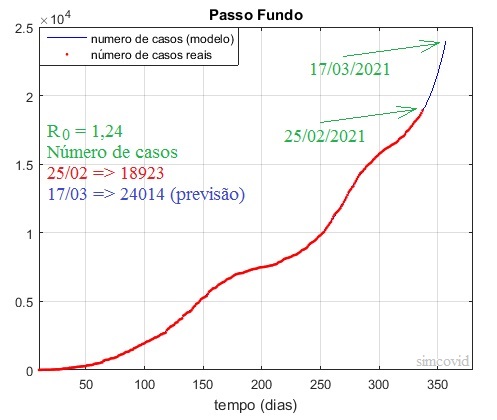 Passo Fundo
×10⁴
numero de casos (modelo)
número de casos reais
17/03/2021
25/02/2021
R0 = 1,24
Número de casos
25/02 => 18923
17/03 => 24014 (previsão)
2.5
2
1.5
1
0.5
0
50 100 150 200 250 300 350
simcovid
tempo (dias)